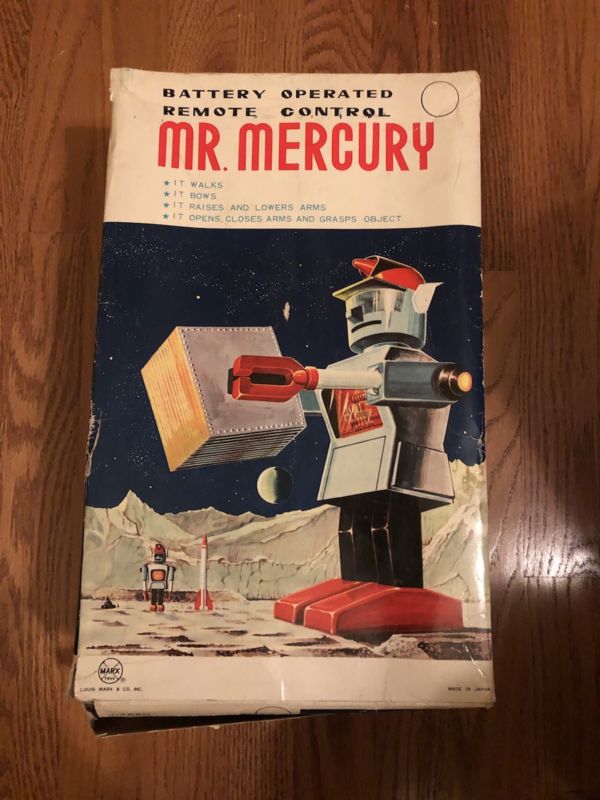 BATTERY OPERATED
REMOTE CONTROL
MR. MERCURY
★ IT WALKS
★ IT BOWS
★ IT RAISES AND LOWERS ARMS
★ IT OPENS, CLOSES ARMS AND GRASPS OBJECT
MARX
TOYS
®
LOUIS MARX & CO. INC.
MADE IN JAPAN